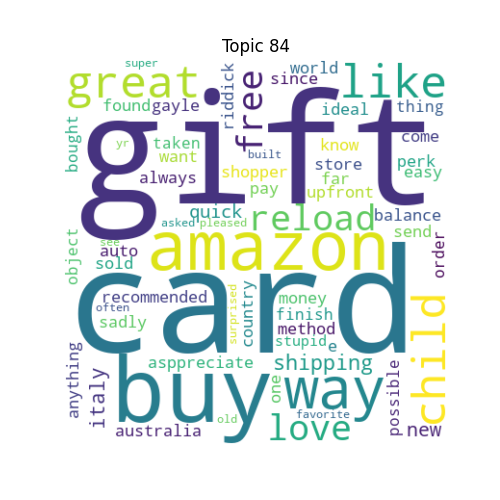 Topic 84
super
great
gift
free
riddick
since
world
like
found
gayle
ideal
thing
bought
yr
taken
want
built
know
come
always
shopper
store
far
perk
easy
pay
upfront
quick
reload
balance
asked
pleased
send
object
see
auto
amazon
sold
order
card
recommended
often
sadly
surprised
country
money
finish
method
stupid
e
child
anything
italy
asppreciate
shipping
buy
way
one
possible
australia
old
love
favorite
new